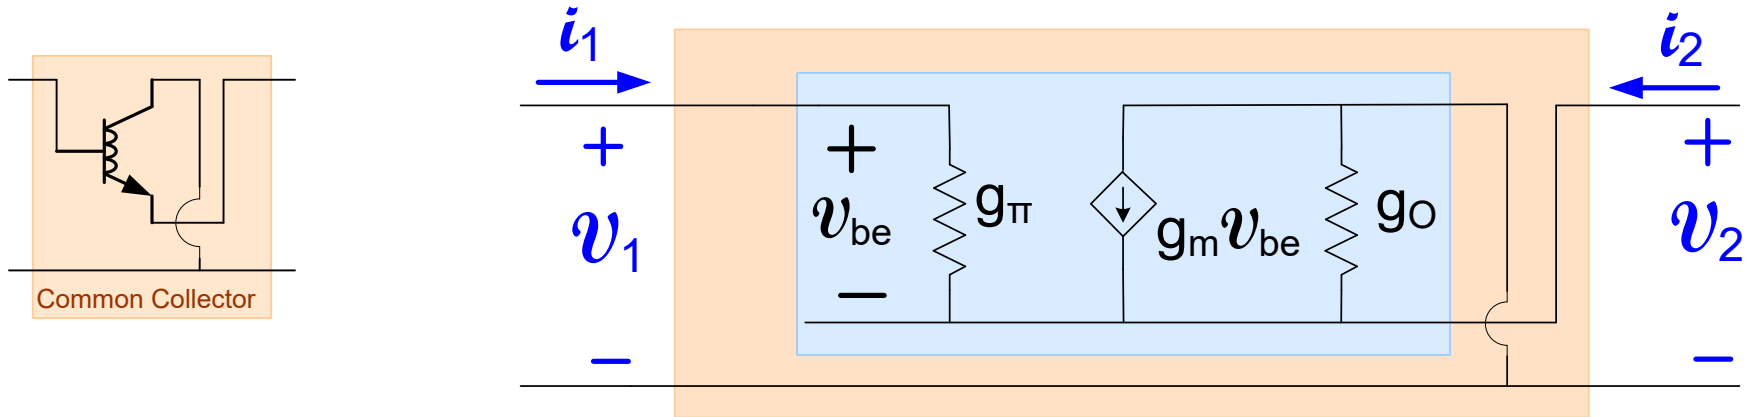 Common Collector
i1
i2
+
v1
−
+
vbe
−
gπ
gmvbe
gO
+
v2
−